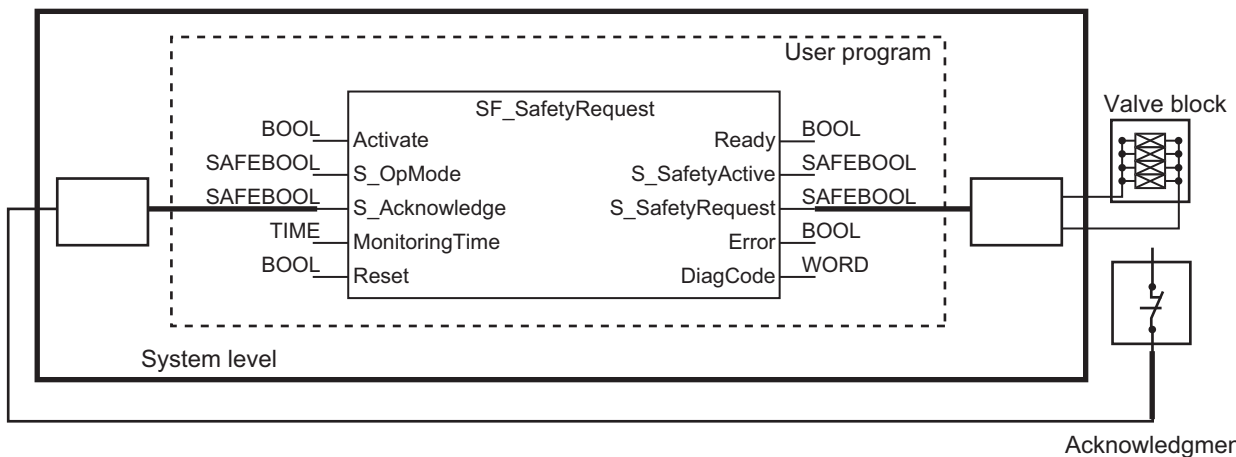 User program
SF_SafetyRequest
Valve block
BOOL Activate Ready BOOL
SAFEBOOL S_OpMode S_SafetyActive SAFEBOOL
SAFEBOOL S_Acknowledge S_SafetyRequest SAFEBOOL
TIME MonitoringTime Error BOOL
BOOL Reset DiagCode WORD
System level
Acknowledgmer